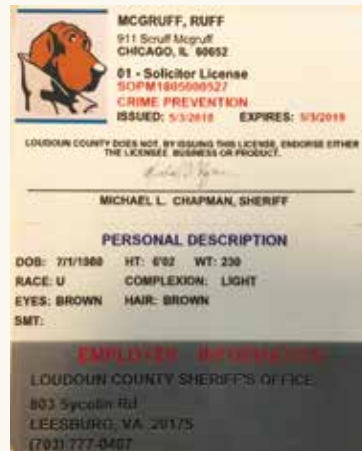 MCGRUFF, RUFF
911 Scruff Mcgruff
CHICAGO, IL 60652
01 - Solicitor License
SOPM1805000527
CRIME PREVENTION
ISSUED: 5/3/2018 EXPIRES: 5/3/2019
LOUDOUN COUNTY DOES NOT, BY ISSUING THIS LICENSE, ENDORSE EITHER
THE LICENSEE, BUSINESS OR PRODUCT.
MICHAEL L. CHAPMAN, SHERIFF
PERSONAL DESCRIPTION
DOB: 7/1/1980 HT: 6'02 WT: 230
RACE: U COMPLEXION: LIGHT
EYES: BROWN HAIR: BROWN
SMT:
EMPLOYER INFORMATION
LOUDOUN COUNTY SHERIFF'S OFFICE
803 Sycolin Rd
LEESBURG, VA 20175
(703) 777-0407